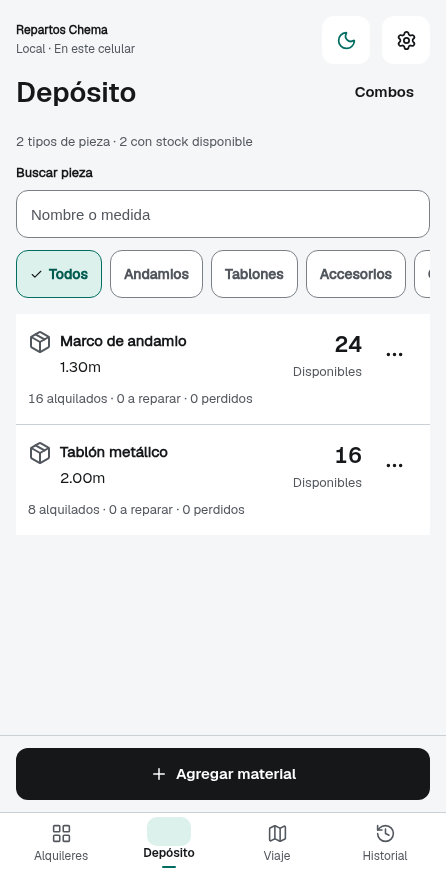 Repartos Chema
Local · En este celular
Depósito
Combos
2 tipos de pieza · 2 con stock disponible
Buscar pieza
Nombre o medida
Todos
Andamios
Tablones
Accesorios
Marco de andamio
24
1.30m
Disponibles
16 alquilados · 0 a reparar · 0 perdidos
Tablón metálico
16
2.00m
Disponibles
8 alquilados · 0 a reparar · 0 perdidos
Agregar material
Alquileres
Depósito
Viaje
Historial